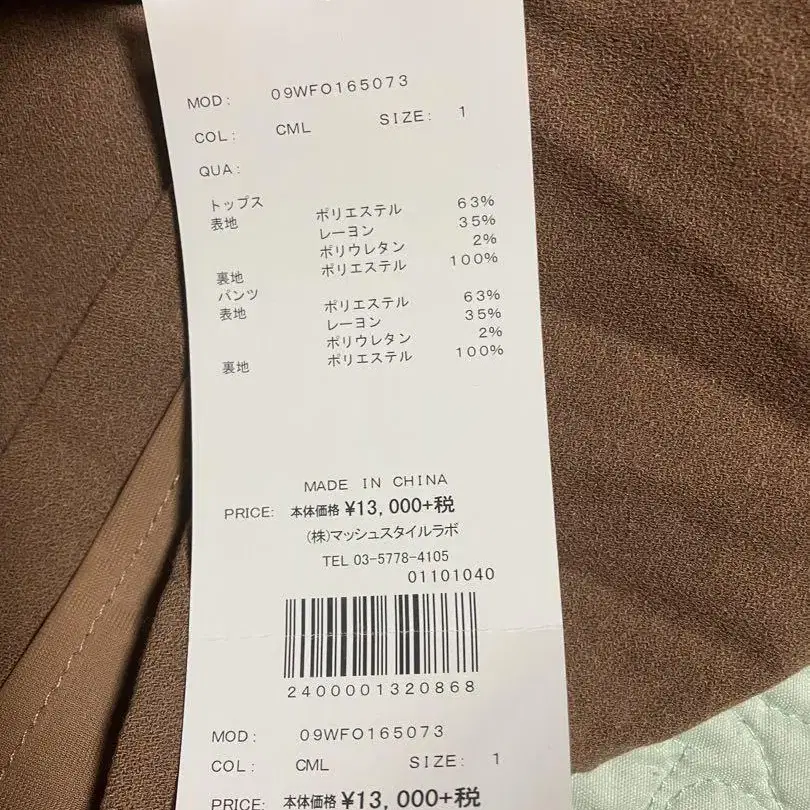 MOD: 09WFO165073
COL: CML SIZE: 1
QUA:
トップス
表地 ポリエステル 63%
レーヨン 35%
ポリウレタン 2%
裏地 ポリエステル 100%
パンツ
表地 ポリエステル 63%
レーヨン 35%
ポリウレタン 2%
裏地 ポリエステル 100%
MADE IN CHINA
PRICE: 本体価格 ¥13,000+税
(株)マッシュスタイルラボ
TEL 03-5778-4105
01101040
2400001320868
MOD: 09WFO165073
COL: CML SIZE: 1
PRICE: 本体価格 ¥13,000+税